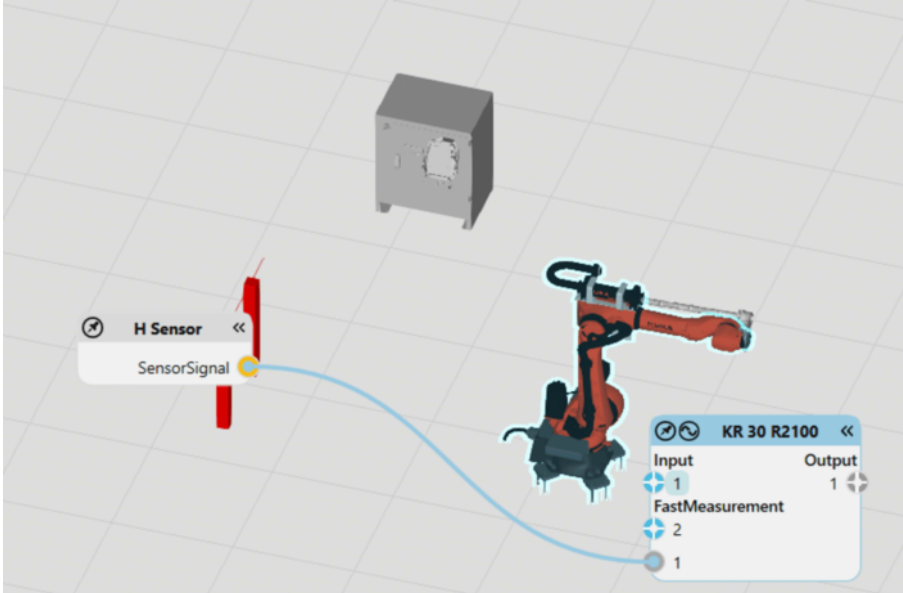 H Sensor «
SensorSignal
KR 30 R2100 «
Input Output
1 1
FastMeasurement
2
1